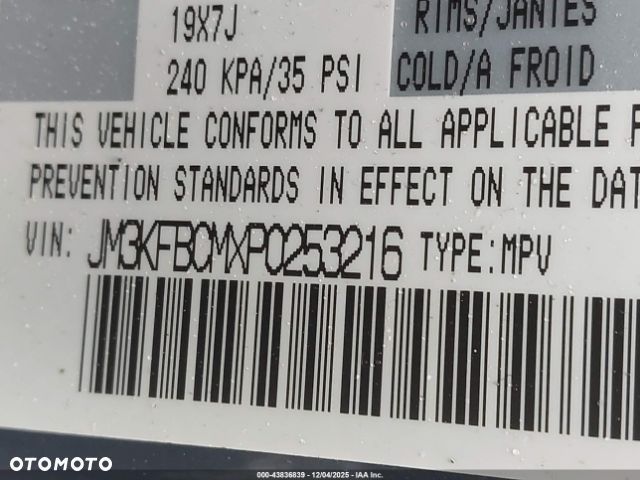 19X7J
RIMS/JANTES
240 KPA/35 PSI COLD/A FROID
THIS VEHICLE CONFORMS TO ALL APPLICABLE
PREVENTION STANDARDS IN EFFECT ON THE DAT
VIN: JM3KFBCMXP0253216 TYPE:MPV
OTOMOTO
000-43836839 - 12/04/2025 - IAA Inc.